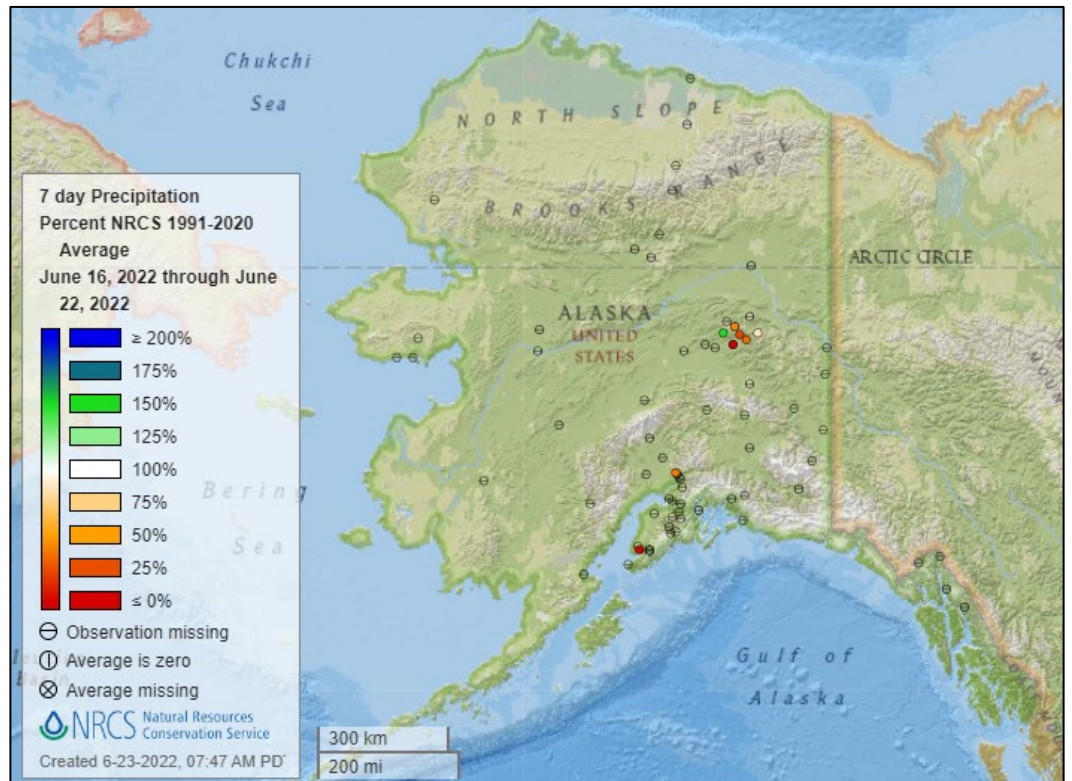 Chukchi
Sea
NORTH SLOPE
BROOKS RANGE
ARCTIC CIRCLE
ALASKA
UNITED
STATES
Bering
Sea
Gulf of
Alaska
7 day Precipitation
Percent NRCS 1991-2020
Average
June 16, 2022 through June
22, 2022
≥ 200%
175%
150%
125%
100%
75%
50%
25%
≤ 0%
Observation missing
Average is zero
Average missing
NRCS Natural Resources
Conservation Service
Created 6-23-2022, 07:47 AM PD
300 km
200 mi